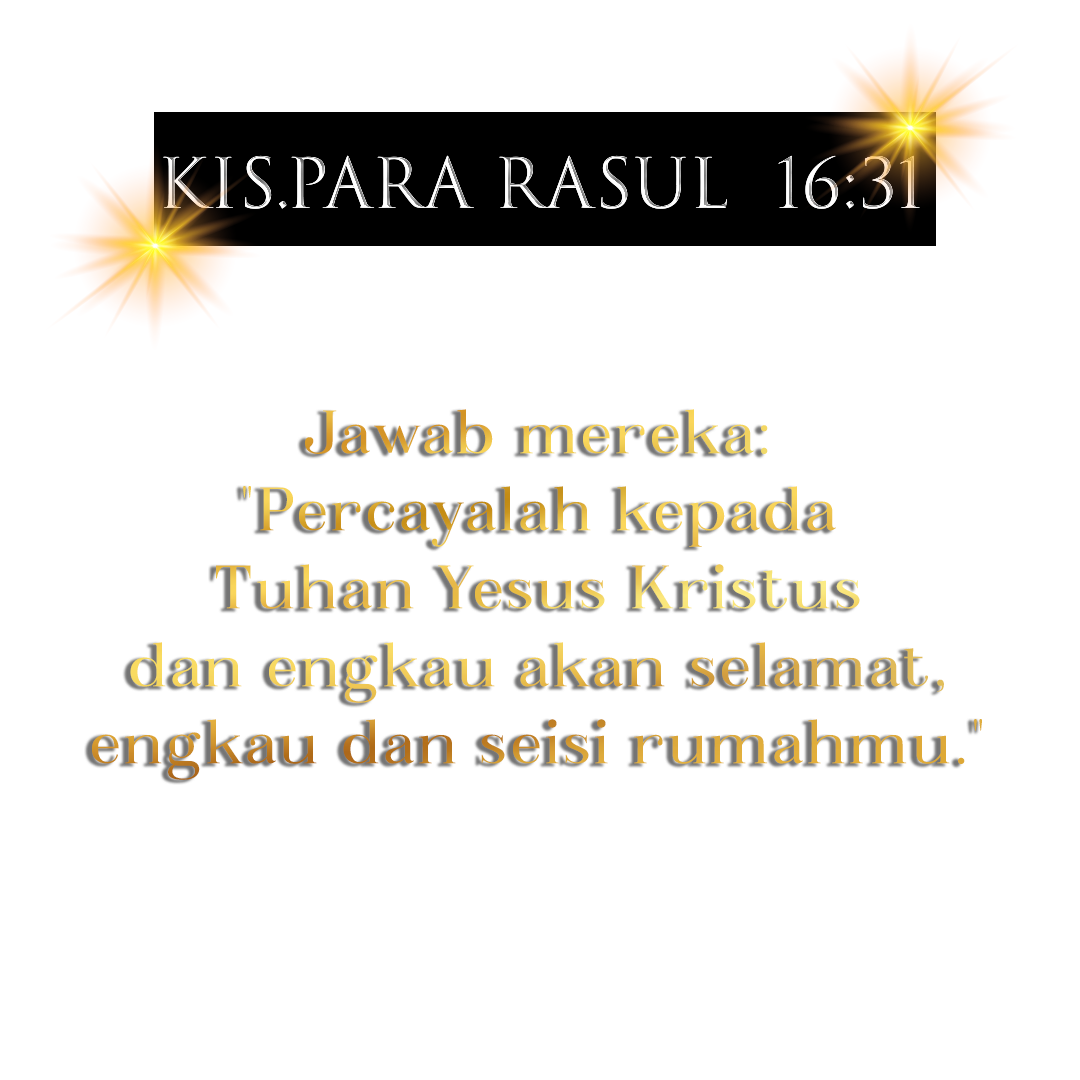 KIS.PARA RASUL 16:31
Jawab mereka:
"Percayalah kepada
Tuhan Yesus Kristus
dan engkau akan selamat,
engkau dan seisi rumahmu."